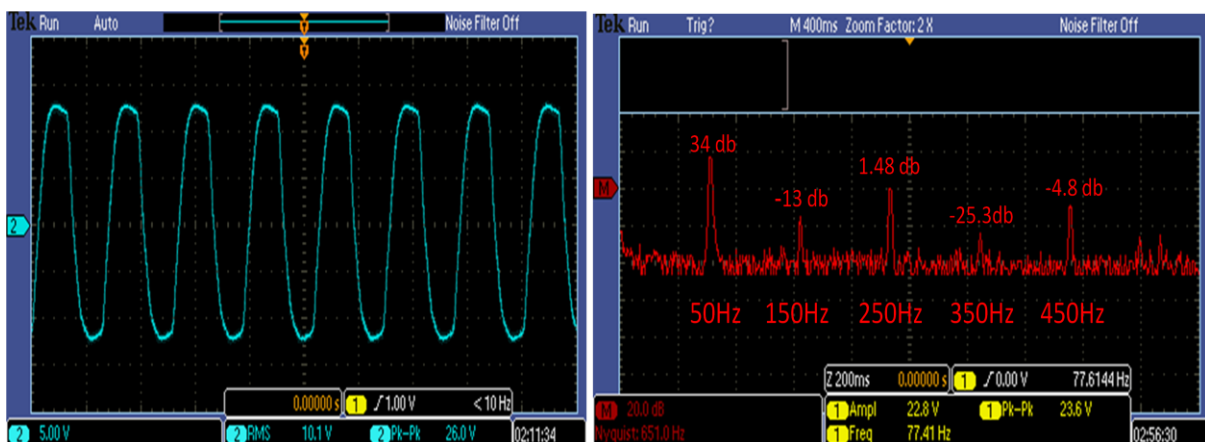 Tek Run Auto Noise Filter Off
2
0.00000 s 1 1.00 V < 10 Hz
2 5.00 V 2 RMS 10.1 V 2 Pk–Pk 26.0 V 02:11:34
Tek Run Trig? M 400ms Zoom Factor: 2 X Noise Filter Off
34 db
1.48 db
-4.8 db
M
-13 db
-25.3db
50Hz 150Hz 250Hz 350Hz 450Hz
Z 200ms 0.00000 s 1 0.00 V 77.6144 Hz
M 20.0 dB 1 Ampl 22.8 V 1 Pk–Pk 23.6 V
Nyquist: 651.0 Hz 1 Freq 77.41 Hz 02:56:30